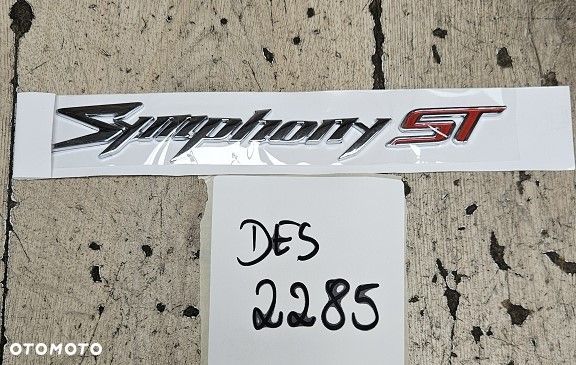 Symphony ST
DES
2285
OTOMOTO